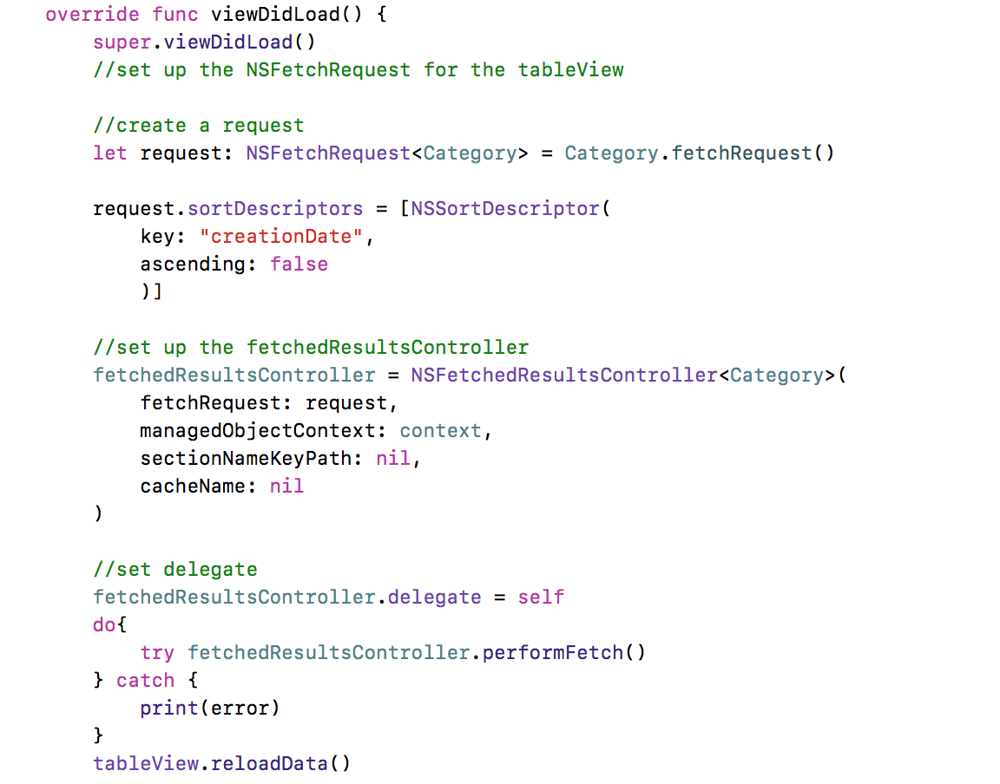 override func viewDidLoad() {
super.viewDidLoad()
//set up the NSFetchRequest for the tableView
//create a request
let request: NSFetchRequest<Category> = Category.fetchRequest()
request.sortDescriptors = [NSSortDescriptor(
key: "creationDate",
ascending: false
)]
//set up the fetchedResultsController
fetchedResultsController = NSFetchedResultsController<Category>(
fetchRequest: request,
managedObjectContext: context,
sectionNameKeyPath: nil,
cacheName: nil
)
//set delegate
fetchedResultsController.delegate = self
do{
try fetchedResultsController.performFetch()
} catch {
print(error)
}
tableView.reloadData()